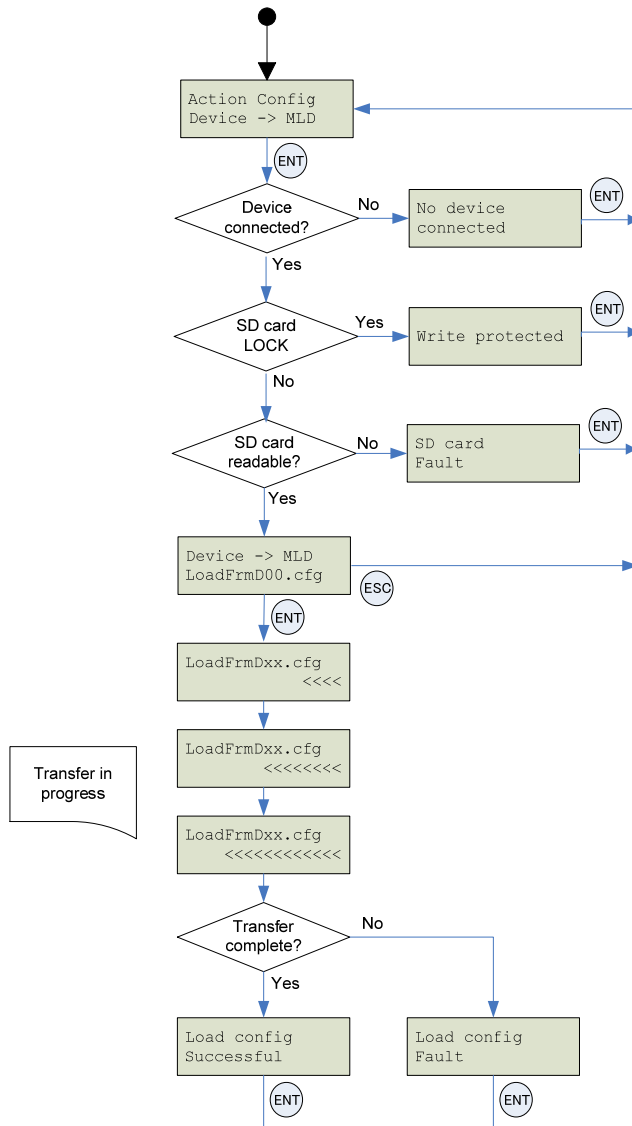 Action Config
Device -> MLD
ENT
Device
connected?
No
No device
connected
ENT
Yes
SD card
LOCK
Yes
Write protected
ENT
No
SD card
readable?
No
SD card
Fault
ENT
Yes
Device -> MLD
LoadFrmD00.cfg
ESC
ENT
LoadFrmDxx.cfg
<<<<
LoadFrmDxx.cfg
<<<<<<<<
Transfer in
progress
LoadFrmDxx.cfg
<<<<<<<<<<<<
Transfer
complete?
No
Yes
Load config
Successful
Load config
Fault
ENT
ENT